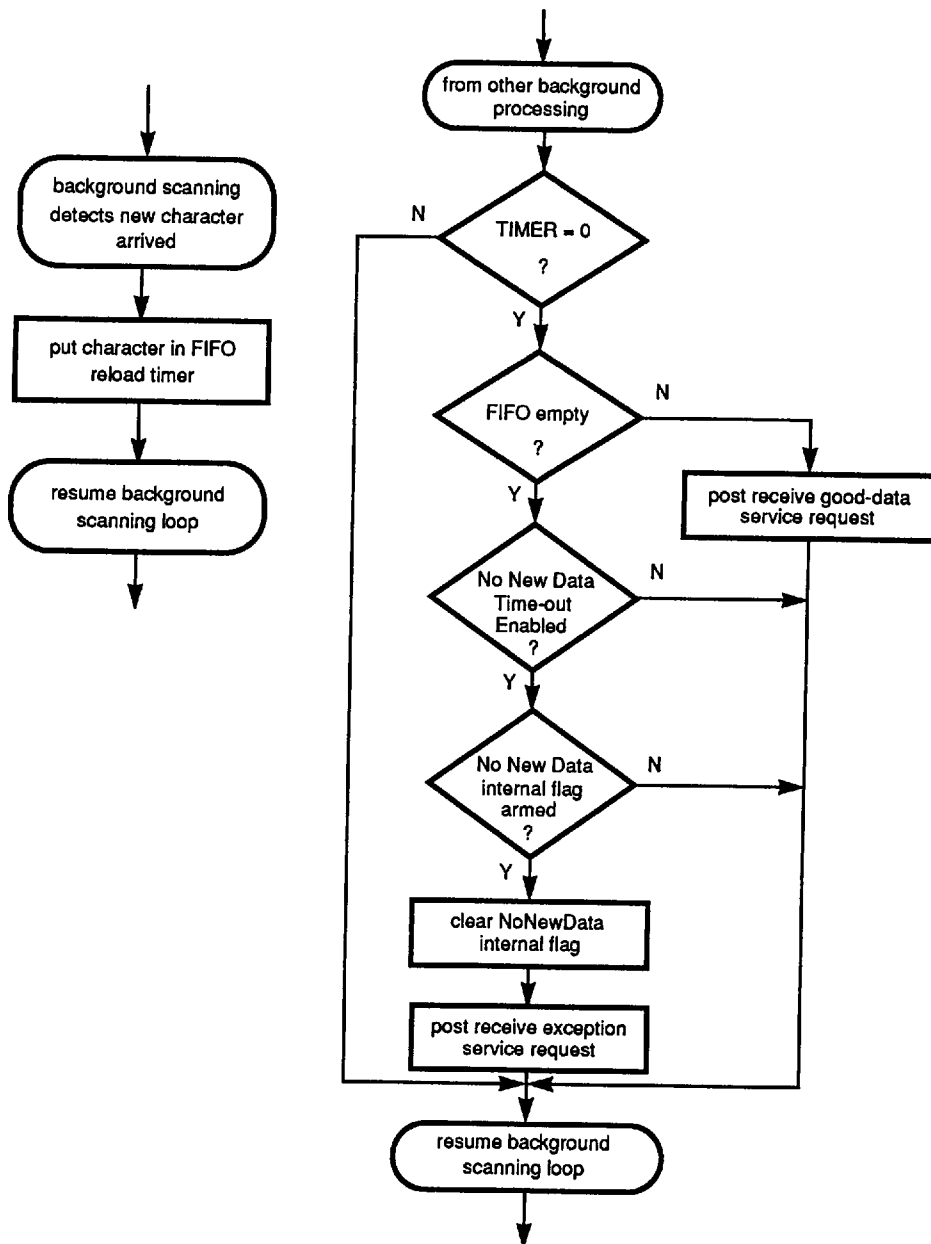 background scanning
detects new character
arrived
put character in FIFO
reload timer
resume background
scanning loop
from other background
processing
N
TIMER = 0
?
Y
FIFO empty
?
N
post receive good-data
service request
Y
No New Data
Time-out
Enabled
?
N
Y
No New Data
internal flag
armed
?
N
Y
clear NoNewData
internal flag
post receive exception
service request
resume background
scanning loop